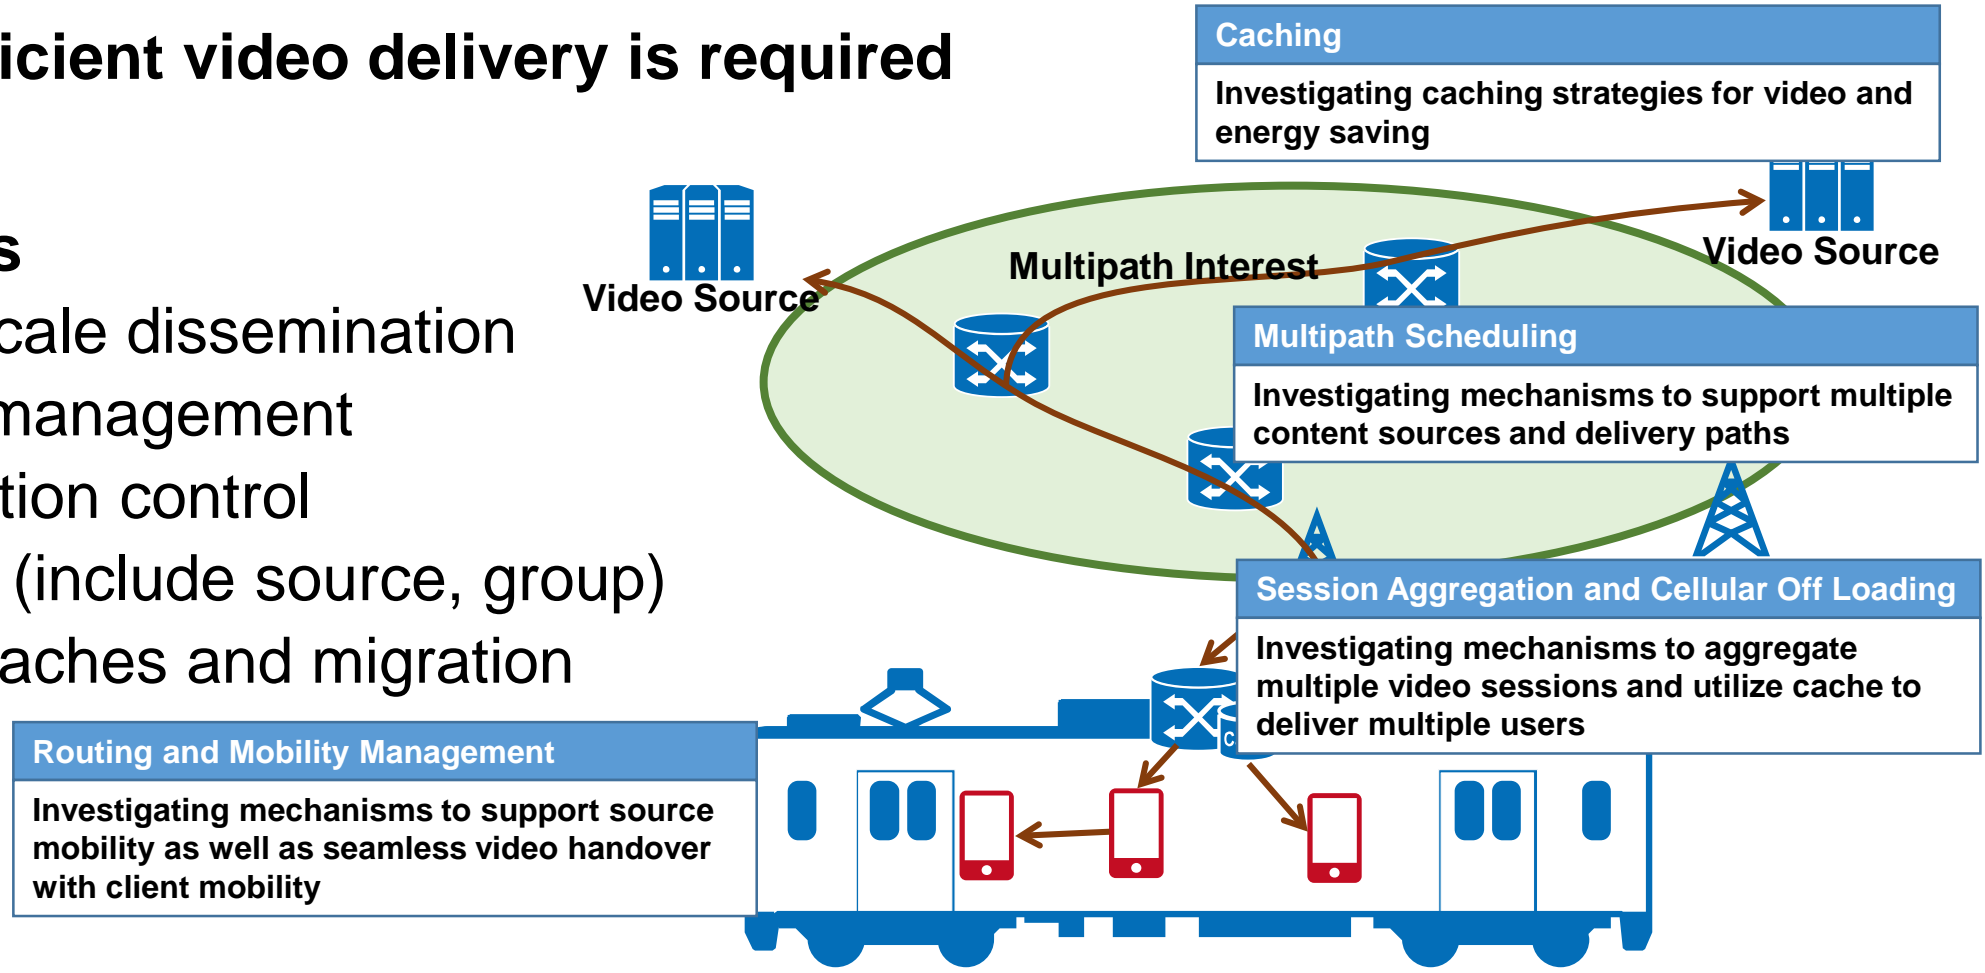 icient video delivery is required
s
cale dissemination
management
tion control
(include source, group)
aches and migration
Caching
Investigating caching strategies for video and
energy saving
Video Source
Video Source
Multipath Interest
Multipath Scheduling
Investigating mechanisms to support multiple
content sources and delivery paths
Session Aggregation and Cellular Off Loading
Investigating mechanisms to aggregate
multiple video sessions and utilize cache to
deliver multiple users
C
Routing and Mobility Management
Investigating mechanisms to support source
mobility as well as seamless video handover
with client mobility